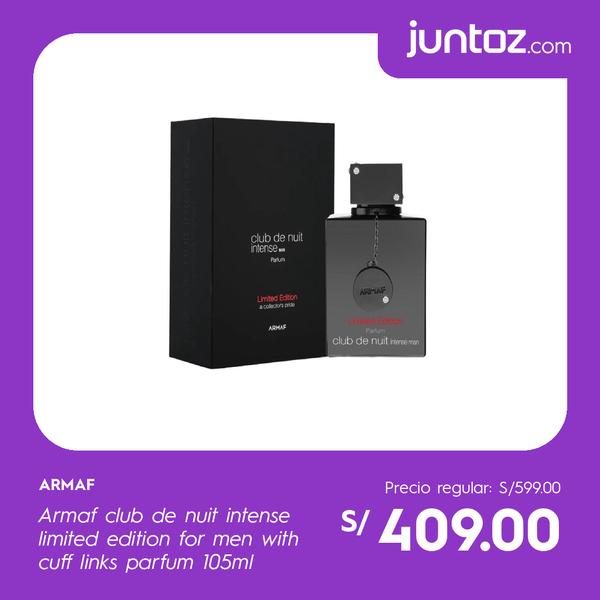 juntoz.com
club de nuit
intense MAN
Parfum
Limited Edition
a collectors pride
ARMAF
ARMAF
Limited Edition
Parfum
club de nuit intense man
ARMAF
Precio regular: S/599.00
Armaf club de nuit intense
limited edition for men with
cuff links parfum 105ml
S/ 409.00